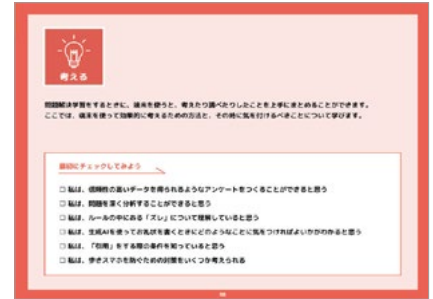 考える
問題解決学習をするときに、端末を使うと、考えたり調べたりしたことを上手にまとめることができます。
ここでは、端末を使って効果的に考えるための方法と、その時に気を付けるべきことについて学びます。
最初にチェックしてみよう
□ 私は、信頼性の高いデータを得られるようなアンケートをつくることができると思う
□ 私は、問題を深く分析することができると思う
□ 私は、ルールの中にある「ズレ」について理解していると思う
□ 私は、生成AIを使ってお礼状を書くときにどのようなことに気をつければよいかがわかると思う
□ 私は、「引用」をする際の条件を知っていると思う
□ 私は、歩きスマホを防ぐための対策をいくつか考えられる